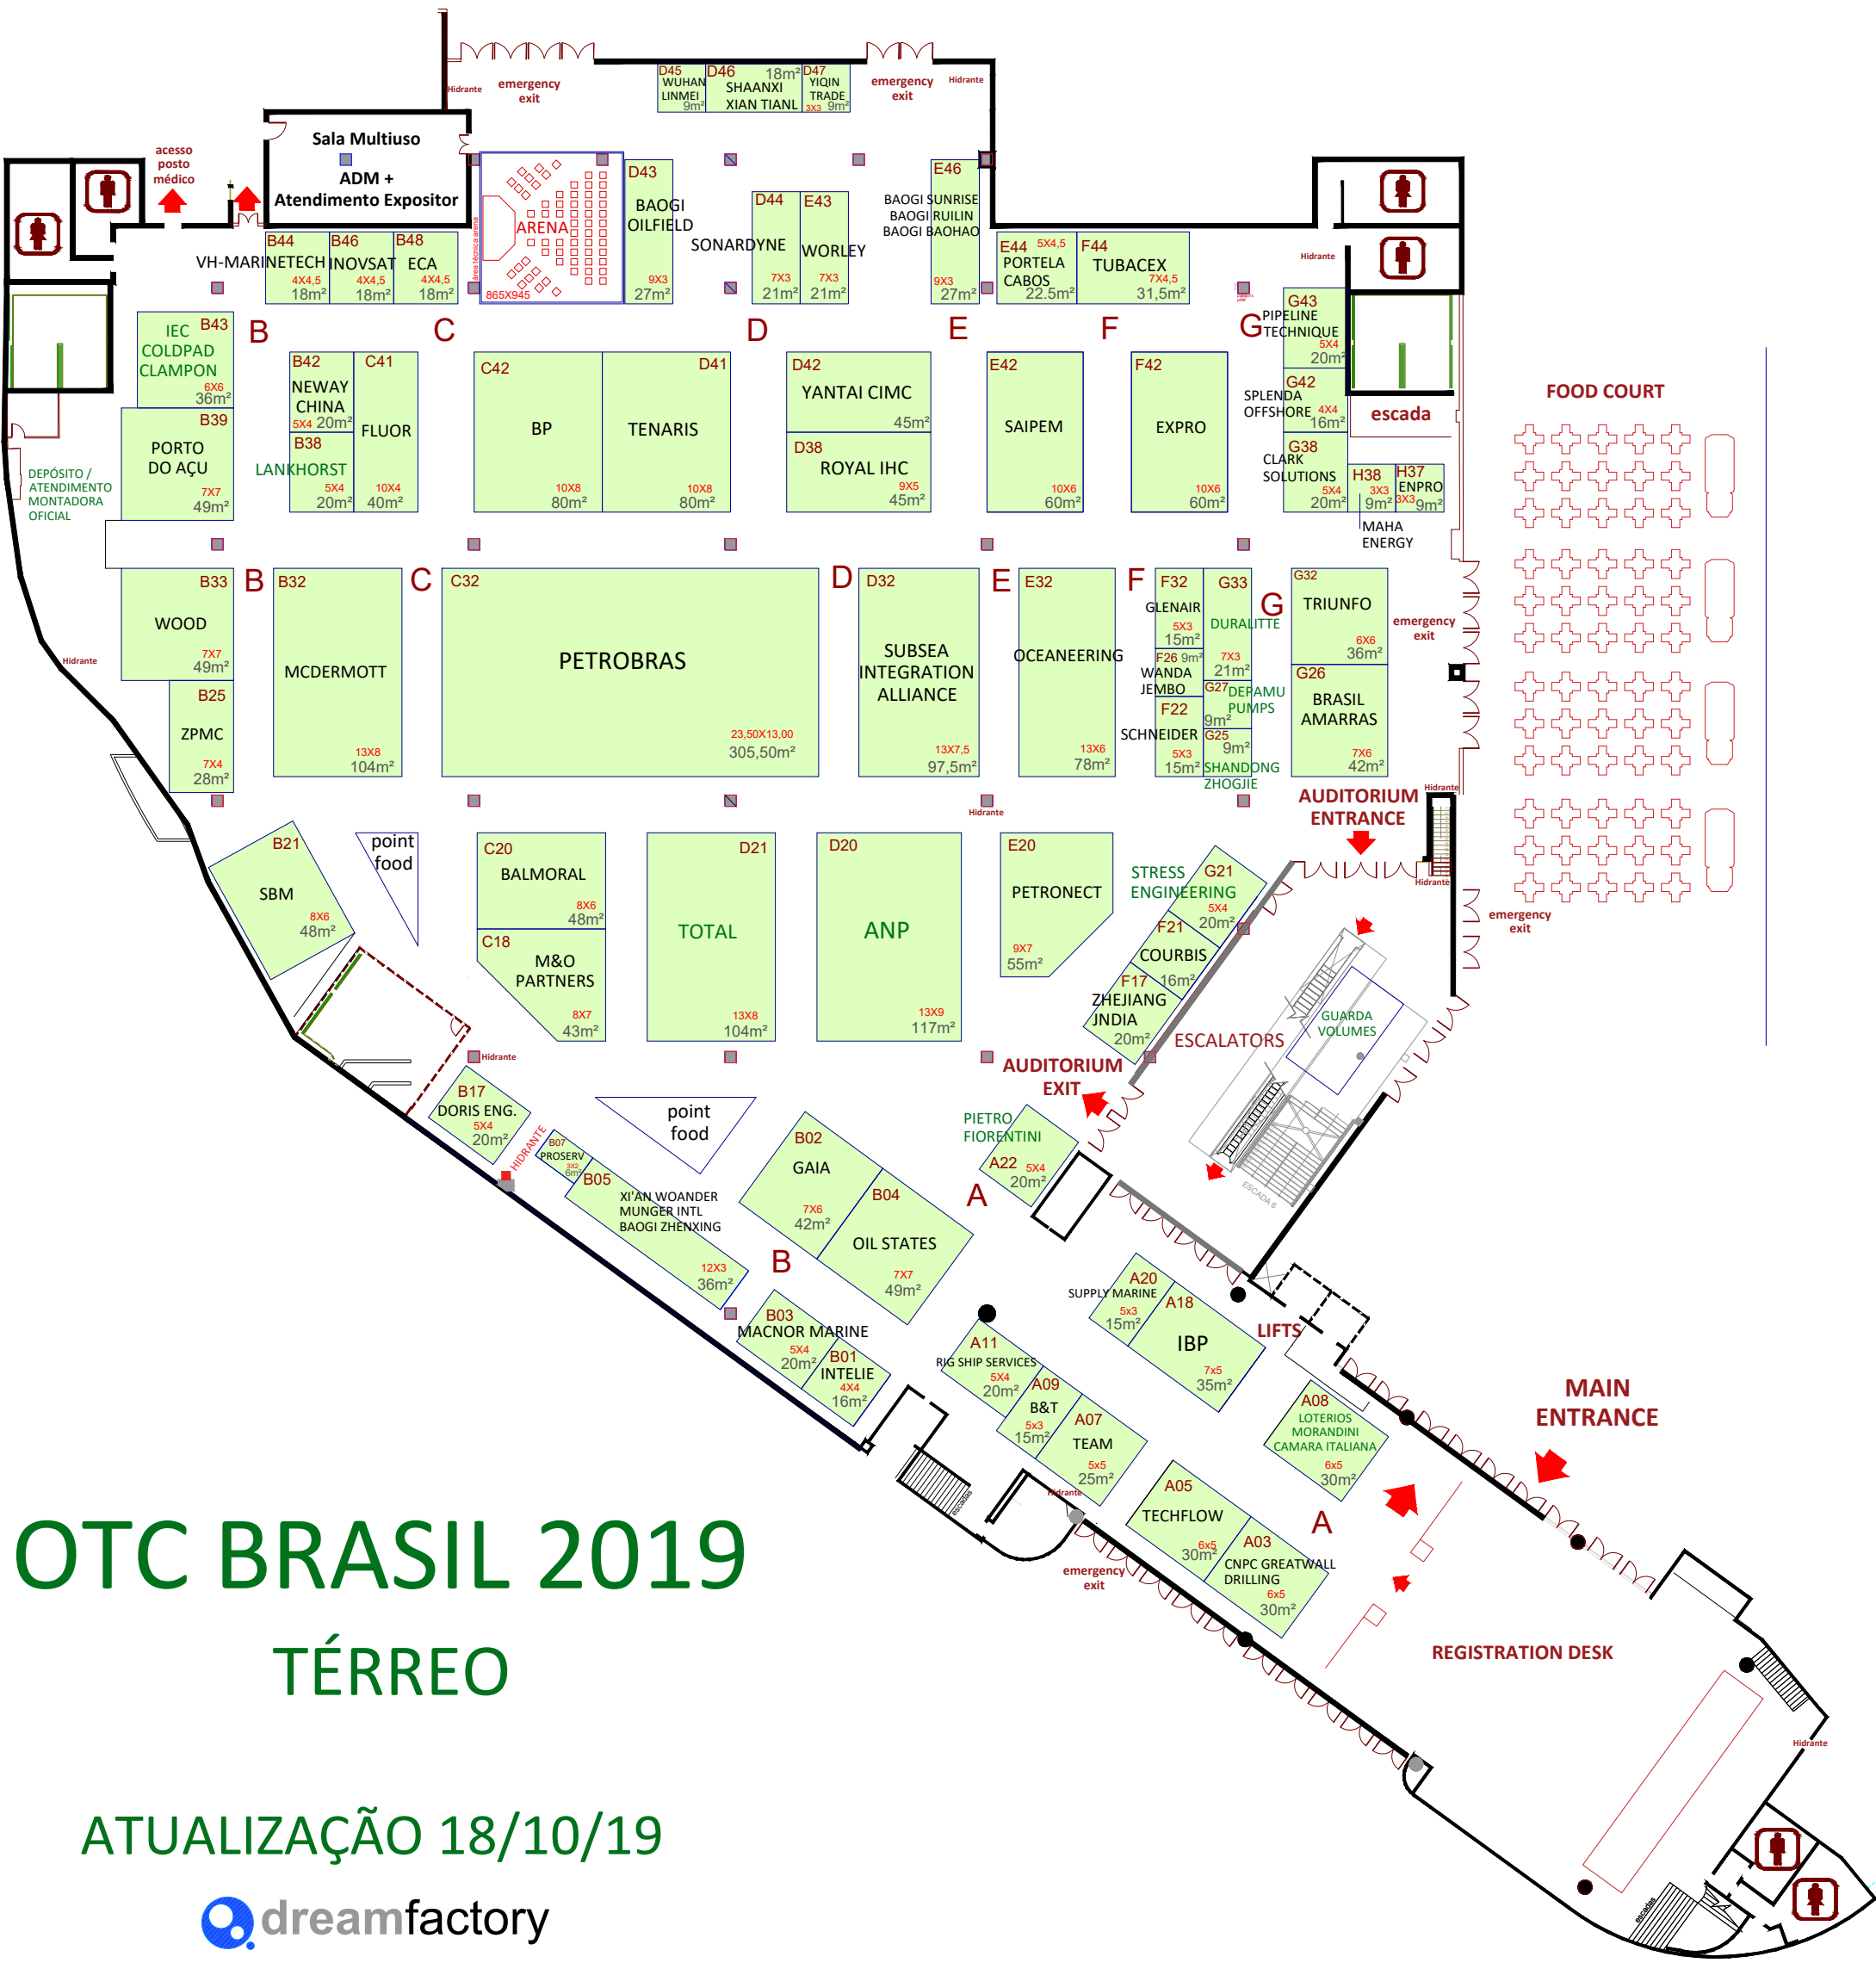 Hidrante
emergency
exit
D45
WUHAN
LINMEI
9m²
D46
18m²
SHAANXI
XIAN TIANL
D47
YIQIN
TRADE
3X3 9m²
emergency
exit
Hidrante
Sala Multiuso
ADM +
Atendimento Expositor
acesso
posto
médico
área técnica arena
ARENA
865X945
D43
BAOGI
OILFIELD
9X3
27m²
D44
SONARDYNE
7X3
21m²
E43
WORLEY
7X3
21m²
E46
BAOGI SUNRISE
BAOGI RUILIN
BAOGI BAOHAO
9X3
27m²
E44 5X4,5
PORTELA
CABOS
22.5m²
F44
TUBACEX
7X4,5
31,5m²
Hidrante
B44
VH-MARINETECH
4X4,5
18m²
B46
INOVSAT
4X4,5
18m²
B48
ECA
4X4,5
18m²
B
C
D
E
F
G
G43
PIPELINE
TECHNIQUE
5X4
20m²
G42
SPLENDA
OFFSHORE
4X4
16m²
G38
CLARK
SOLUTIONS
5X4
20m²
H38
3X3
9m²
MAHA
ENERGY
H37
ENPRO
3X3
9m²
escada
FOOD COURT
IEC
COLDPAD
CLAMPON
B43
6X6
36m²
B39
PORTO
DO AÇU
7X7
49m²
DEPÓSITO /
ATENDIMENTO
MONTADORA
OFICIAL
B42
NEWAY
CHINA
5X4 20m²
B38
LANKHORST
5X4
20m²
C41
FLUOR
10X4
40m²
C42
BP
10X8
80m²
D41
TENARIS
10X8
80m²
D42
YANTAI CIMC
45m²
D38
ROYAL IHC
9X5
45m²
E42
SAIPEM
10X6
60m²
F42
EXPRO
10X6
60m²
B33
WOOD
7X7
49m²
B25
ZPMC
7X4
28m²
Hidrante
B
B32
MCDERMOTT
13X8
104m²
C
C32
PETROBRAS
23,50X13,00
305,50m²
D
D32
SUBSEA
INTEGRATION
ALLIANCE
13X7,5
97,5m²
E
E32
OCEANEERING
13X6
78m²
F
F32
GLENAIR
5X3
15m²
F26 9m²
WANDA
JEMBO
F22
SCHNEIDER
5X3
15m²
G33
DURALITTE
7X3
21m²
G27
DEPAMU
PUMPS
9m²
G25
9m²
SHANDONG
ZHOGJIE
G
G32
TRIUNFO
6X6
36m²
G26
BRASIL
AMARRAS
7X6
42m²
emergency
exit
Hidrante
Hidrante
AUDITORIUM
ENTRANCE
Hidrante
emergency
exit
B21
SBM
8X6
48m²
point
food
C20
BALMORAL
8X6
48m²
C18
M&O
PARTNERS
8X7
43m²
D21
TOTAL
13X8
104m²
D20
ANP
13X9
117m²
E20
PETRONECT
9X7
55m²
STRESS
ENGINEERING
G21
5X4
20m²
F21
COURBIS
16m²
F17
ZHEJIANG
JNDIA
20m²
ESCALATORS
GUARDA
VOLUMES
ESCADA 6
AUDITORIUM
EXIT
Hidrante
B17
DORIS ENG.
5X4
20m²
HIDRANTE
B07
PROSERV
3X2
6m²
B05
XI'AN WOANDER
MUNGER INTL
BAOGI ZHENXING
12X3
36m²
point
food
B02
GAIA
7X6
42m²
B04
OIL STATES
7X7
49m²
PIETRO
FIORENTINI
A22
5X4
20m²
A
B
B03
MACNOR MARINE
5X4
20m²
B01
INTELIE
4X4
16m²
A20
SUPPLY MARINE
5x3
15m²
A18
IBP
7x5
35m²
LIFTS
A11
RIG SHIP SERVICES
5X4
20m²
A09
B&T
5x3
15m²
A07
TEAM
5x5
25m²
A08
LOTERIOS
MORANDINI
CAMARA ITALIANA
6x5
30m²
MAIN
ENTRANCE
escadas
Hidrante
emergency
exit
A05
TECHFLOW
6x5
30m²
A03
CNPC GREATWALL
DRILLING
6x5
30m²
A
REGISTRATION DESK
Hidrante
escadas
OTC BRASIL 2019
TÉRREO
ATUALIZAÇÃO 18/10/19
dreamfactory